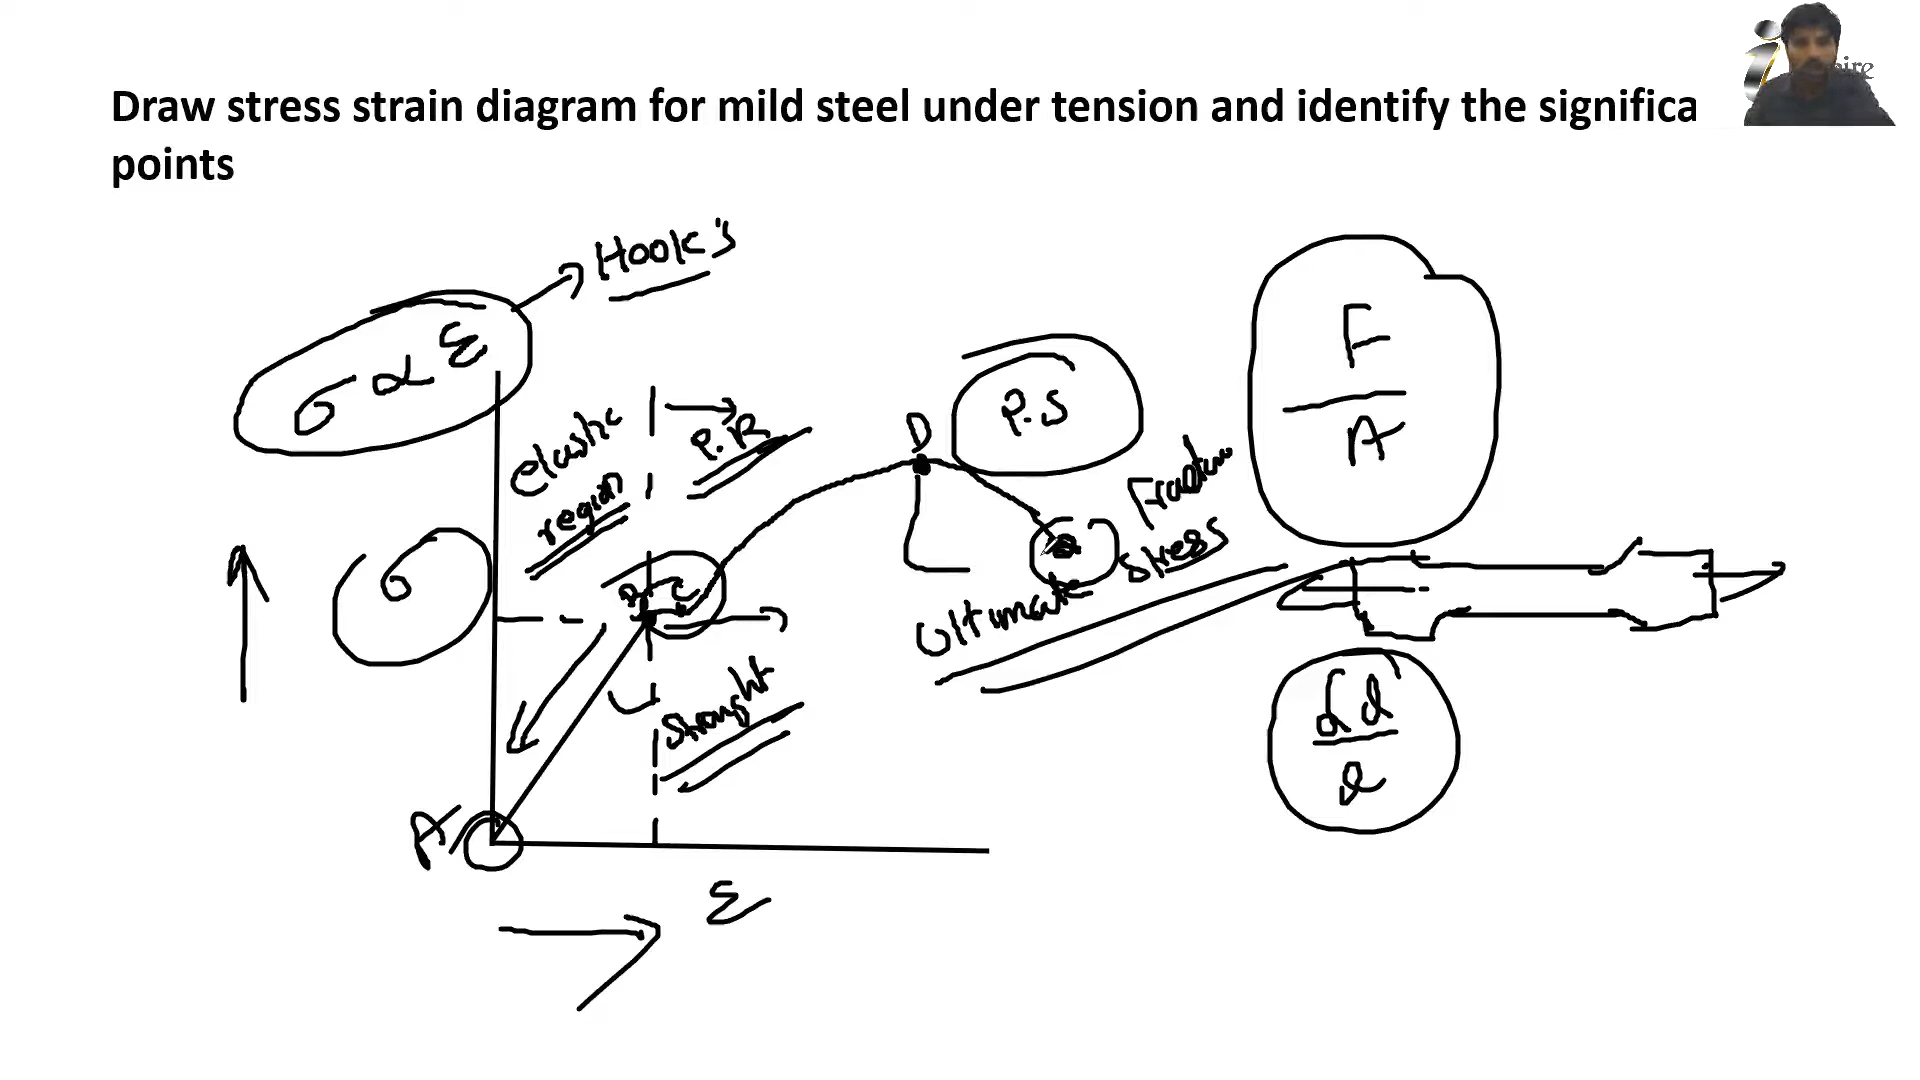 Draw stress strain diagram for mild steel under tension and identify the significa
points
Hook's
σ α ε
elastic
region
P.R
D
P.S
Fracture
stress
F
A
σ
B
C
ultimate
straight
δl
l
A
ε